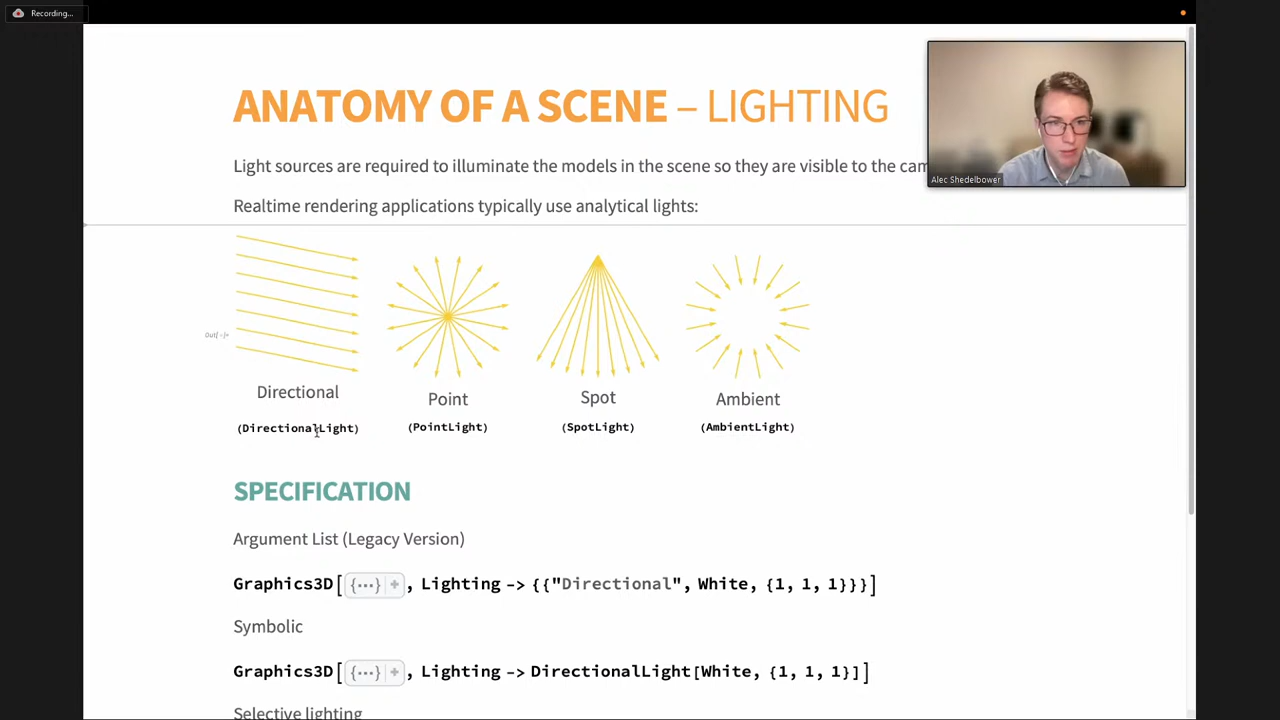 Recording...
ANATOMY OF A SCENE – LIGHTING
Light sources are required to illuminate the models in the scene so they are visible to the cam
Alec Shedelbower
Realtime rendering applications typically use analytical lights:
Out[-]=
Directional Point Spot Ambient
(DirectionalLight) (PointLight) (SpotLight) (AmbientLight)
SPECIFICATION
Argument List (Legacy Version)
Graphics3D[{⋯} +, Lighting -> {{"Directional", White, {1, 1, 1}}}]
Symbolic
Graphics3D[{⋯} +, Lighting -> DirectionalLight[White, {1, 1, 1}]]
Selective lighting